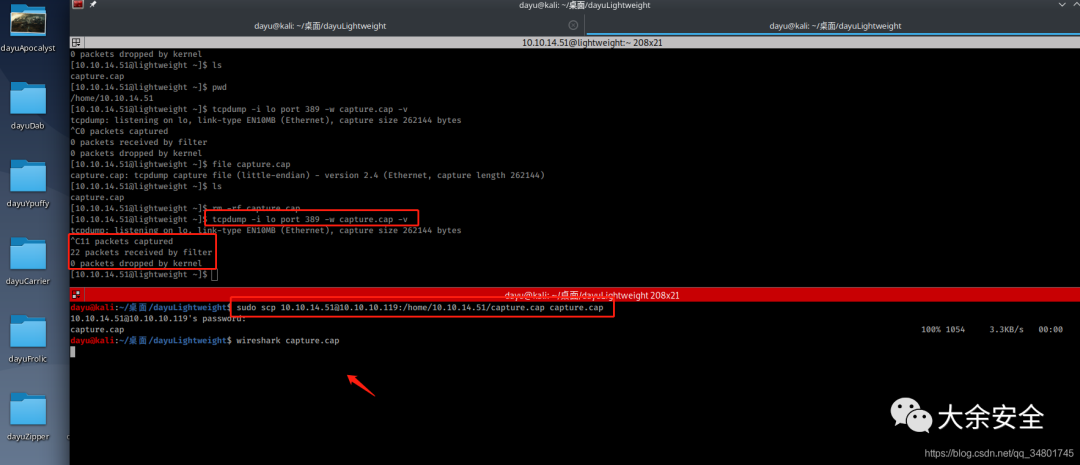 dayu@kali: ~/桌面/dayuLightweight
dayu@kali: ~/桌面/dayuLightweight
dayu@kali: ~/桌面/dayuLightweight
10.10.14.51@lightweight:~ 208x21
0 packets dropped by kernel
[10.10.14.51@lightweight ~]$ ls
capture.cap
[10.10.14.51@lightweight ~]$ pwd
/home/10.10.14.51
[10.10.14.51@lightweight ~]$ tcpdump -i lo port 389 -w capture.cap -v
tcpdump: listening on lo, link-type EN10MB (Ethernet), capture size 262144 bytes
^C0 packets captured
0 packets received by filter
0 packets dropped by kernel
[10.10.14.51@lightweight ~]$ file capture.cap
capture.cap: tcpdump capture file (little-endian) - version 2.4 (Ethernet, capture length 262144)
[10.10.14.51@lightweight ~]$ ls
capture.cap
[10.10.14.51@lightweight ~]$ rm -rf capture.cap
[10.10.14.51@lightweight ~]$ tcpdump -i lo port 389 -w capture.cap -v
tcpdump: listening on lo, link-type EN10MB (Ethernet), capture size 262144 bytes
^C11 packets captured
22 packets received by filter
0 packets dropped by kernel
[10.10.14.51@lightweight ~]$
dayu@kali: ~/桌面/dayuLightweight 208x21
dayu@kali:~/桌面/dayuLightweight$ sudo scp 10.10.14.51@10.10.10.119:/home/10.10.14.51/capture.cap capture.cap
10.10.14.51@10.10.10.119's password:
capture.cap 100% 1054 3.3KB/s 00:00
dayu@kali:~/桌面/dayuLightweight$ wireshark capture.cap
dayuApocalyst
dayuDab
dayuYpuffy
dayuCarrier
dayuFrolic
dayuZipper
大余安全
https://blog.csdn.net/qq_34801745